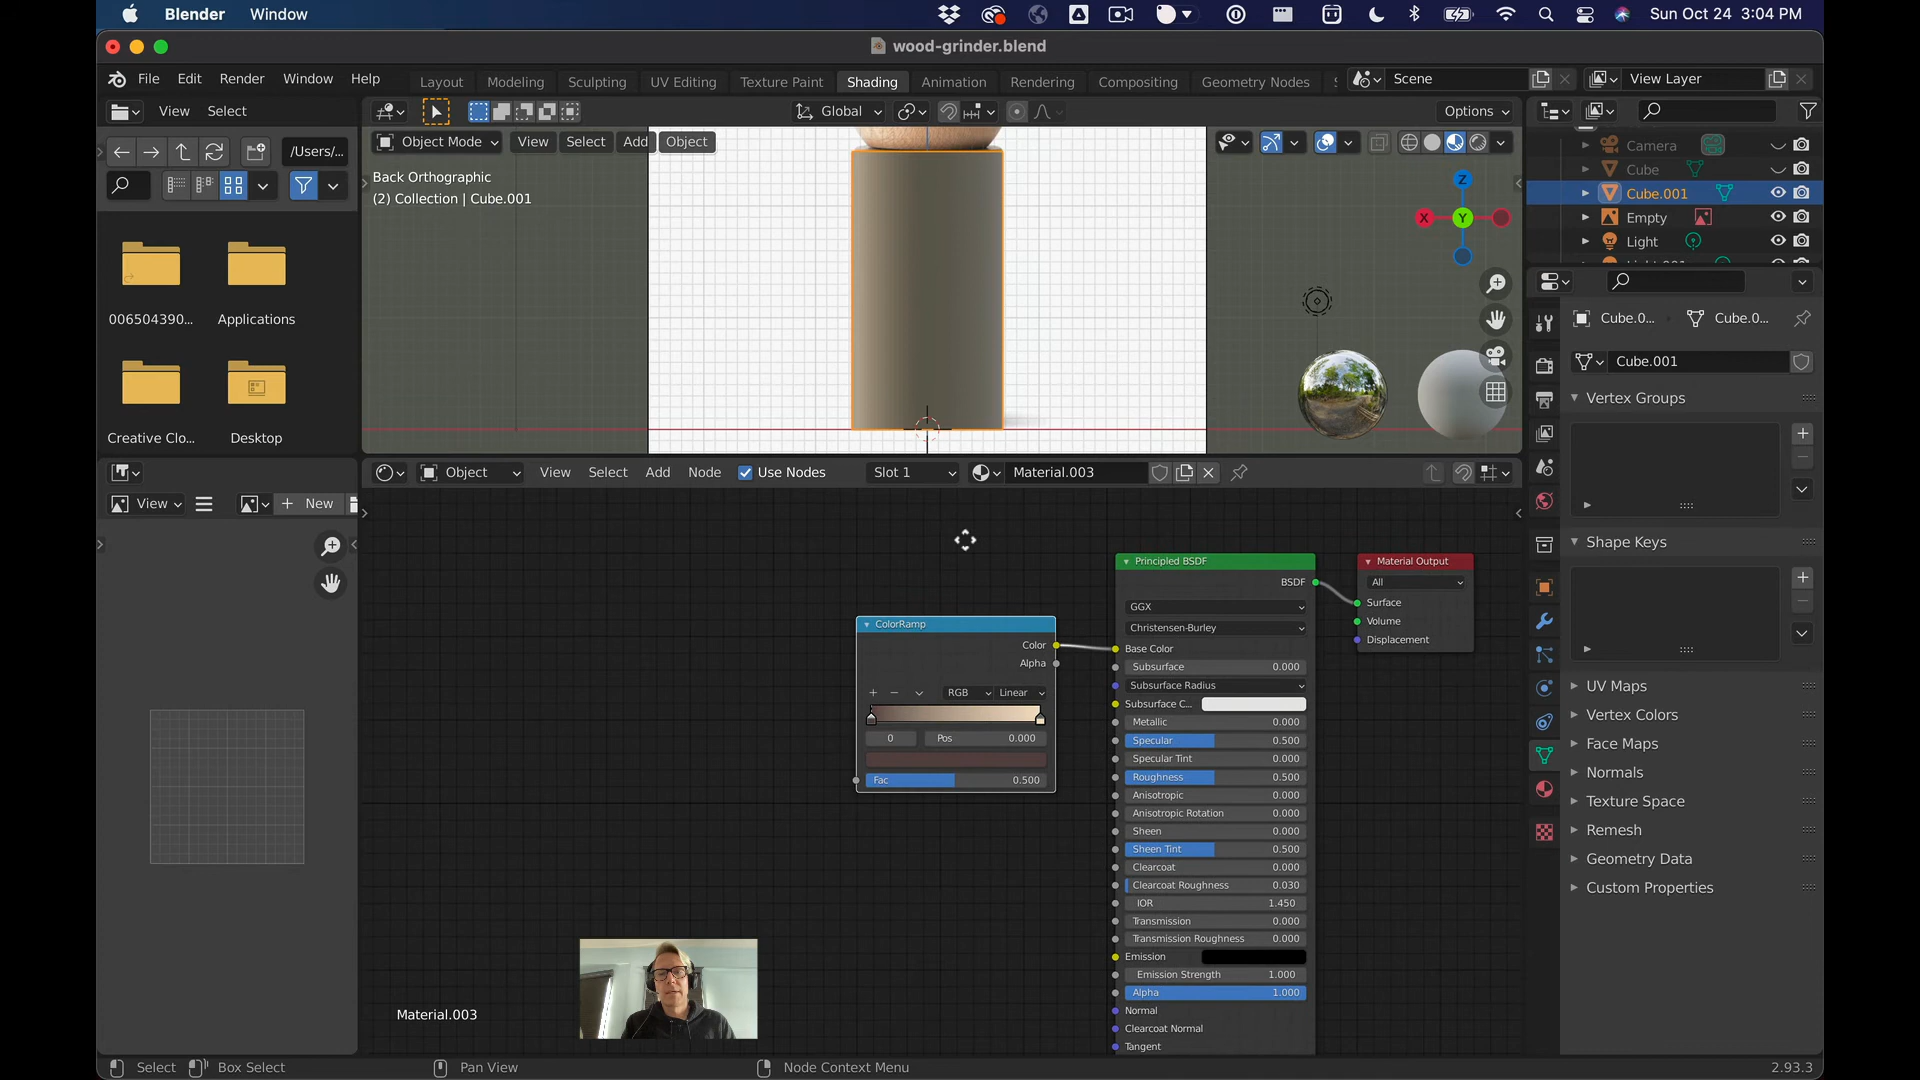 Blender Window Sun Oct 24 3:04 PM
wood-grinder.blend
File Edit Render Window Help Layout Modeling Sculpting UV Editing Texture Paint Shading Animation Rendering Compositing Geometry Nodes Scene View Layer
View Select Global Options
Object Mode View Select Add Object
/Users/...
Back Orthographic
(2) Collection | Cube.001
Z
X
Y
006504390...
Applications
Creative Clo...
Desktop
Camera
Cube
Cube.001
Empty
Light
Cube.0... Cube.0...
Cube.001
Vertex Groups
Shape Keys
UV Maps
Vertex Colors
Face Maps
Normals
Texture Space
Remesh
Geometry Data
Custom Properties
View New
Object View Select Add Node Use Nodes Slot 1 Material.003
ColorRamp
Color
Alpha
RGB Linear
0 Pos 0.000
Fac 0.500
Principled BSDF
BSDF
GGX
Christensen-Burley
Base Color
Subsurface 0.000
Subsurface Radius
Subsurface C...
Metallic 0.000
Specular 0.500
Specular Tint 0.000
Roughness 0.500
Anisotropic 0.000
Anisotropic Rotation 0.000
Sheen 0.000
Sheen Tint 0.500
Clearcoat 0.000
Clearcoat Roughness 0.030
IOR 1.450
Transmission 0.000
Transmission Roughness 0.000
Emission
Emission Strength 1.000
Alpha 1.000
Normal
Clearcoat Normal
Tangent
Material Output
All
Surface
Volume
Displacement
Material.003
Select Box Select Pan View Node Context Menu 2.93.3